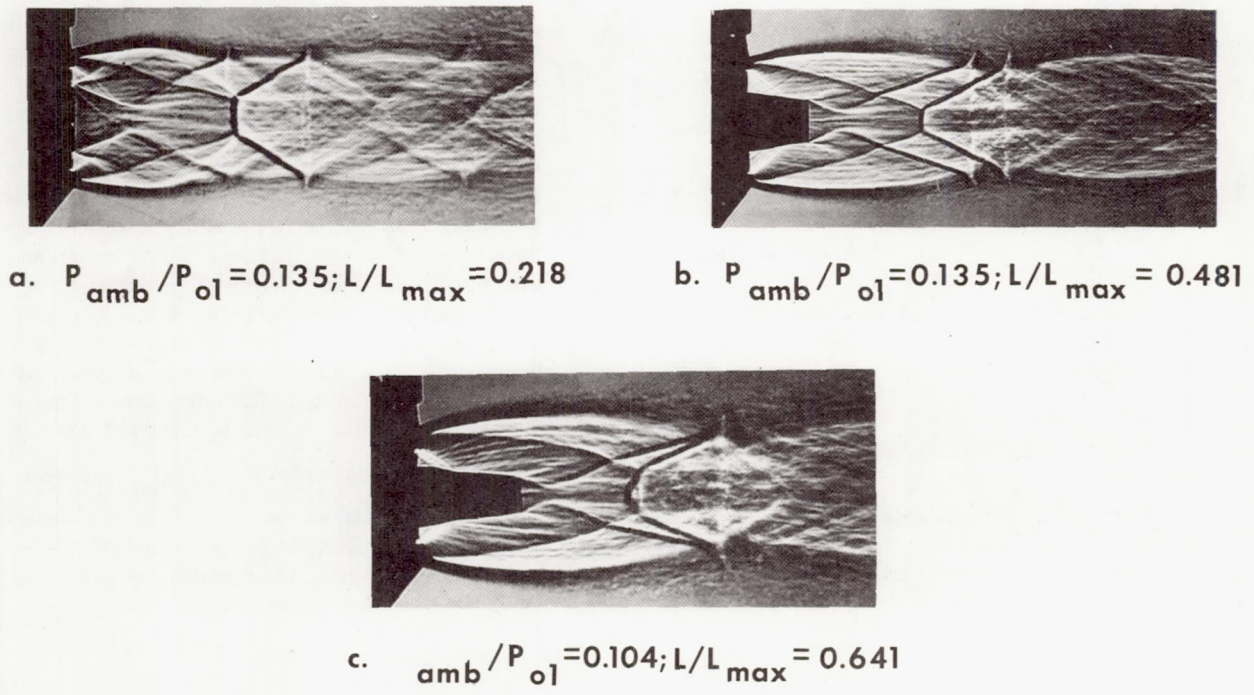 a. P amb /P o1 =0.135; L/L max =0.218
b. P amb /P o1 =0.135; L/L max = 0.481
c. amb /P o1 =0.104; L/L max = 0.641